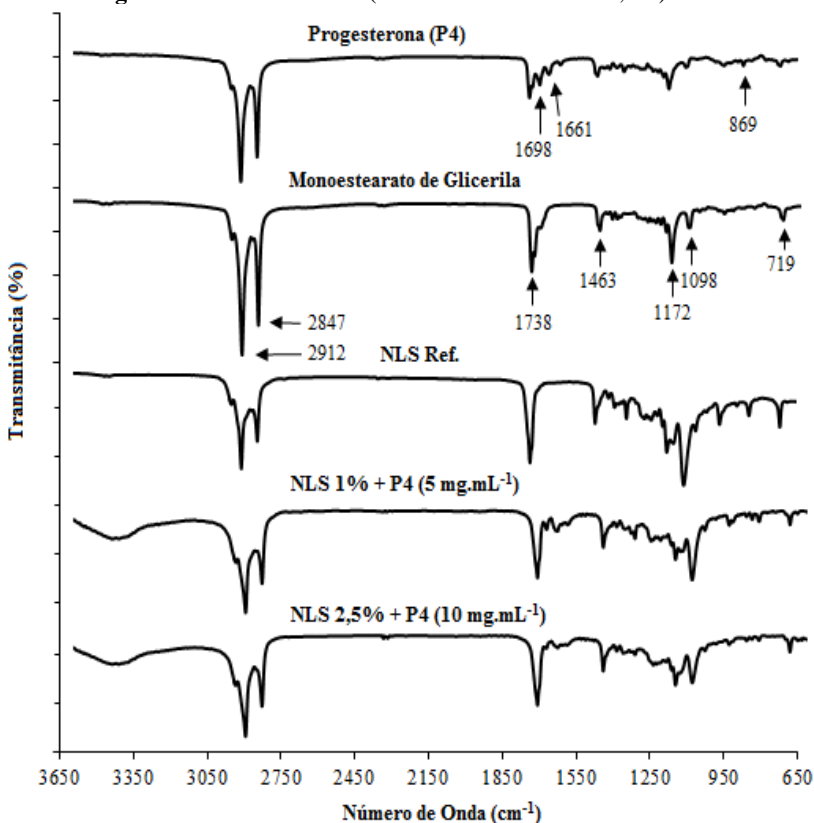 Progesterona (P4)
1698
1661
869
Monoestearato de Glicerila
2847
2912
1738
1463
1172
1098
719
NLS Ref.
NLS 1% + P4 (5 mg.mL⁻¹)
NLS 2,5% + P4 (10 mg.mL⁻¹)
Transmitância (%)
3650 3350 3050 2750 2450 2150 1850 1550 1250 950 650
Número de Onda (cm⁻¹)